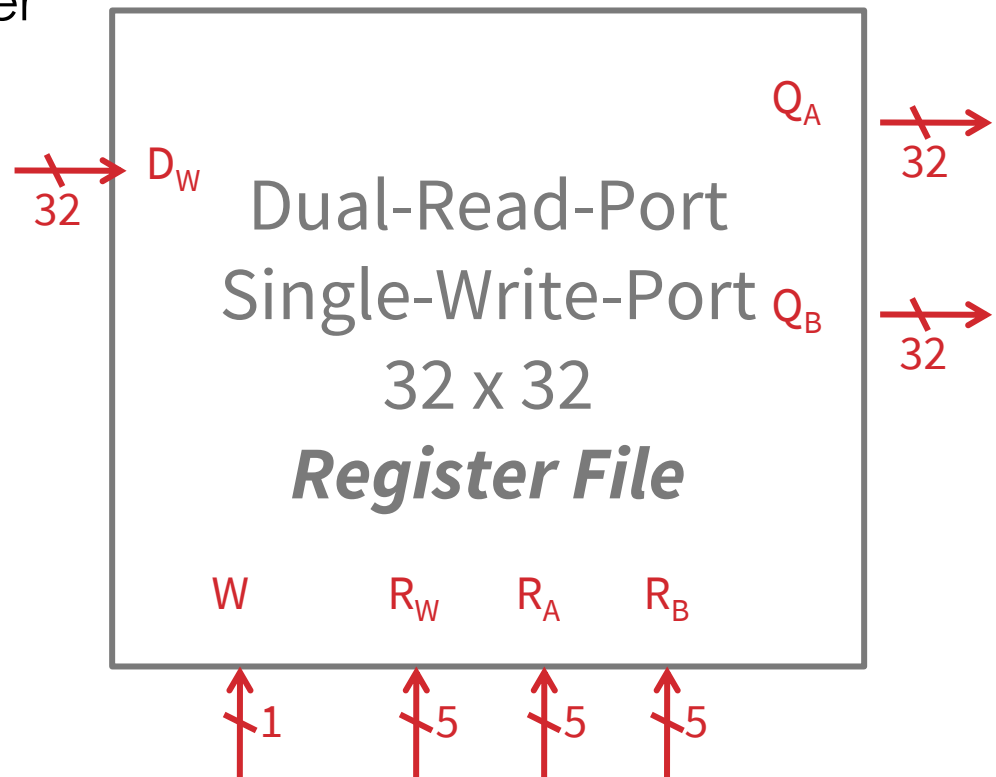 er
Q_A
32
D_W
32
Dual-Read-Port
Single-Write-Port
Q_B
32
32 x 32
Register File
W R_W R_A R_B
1 5 5 5